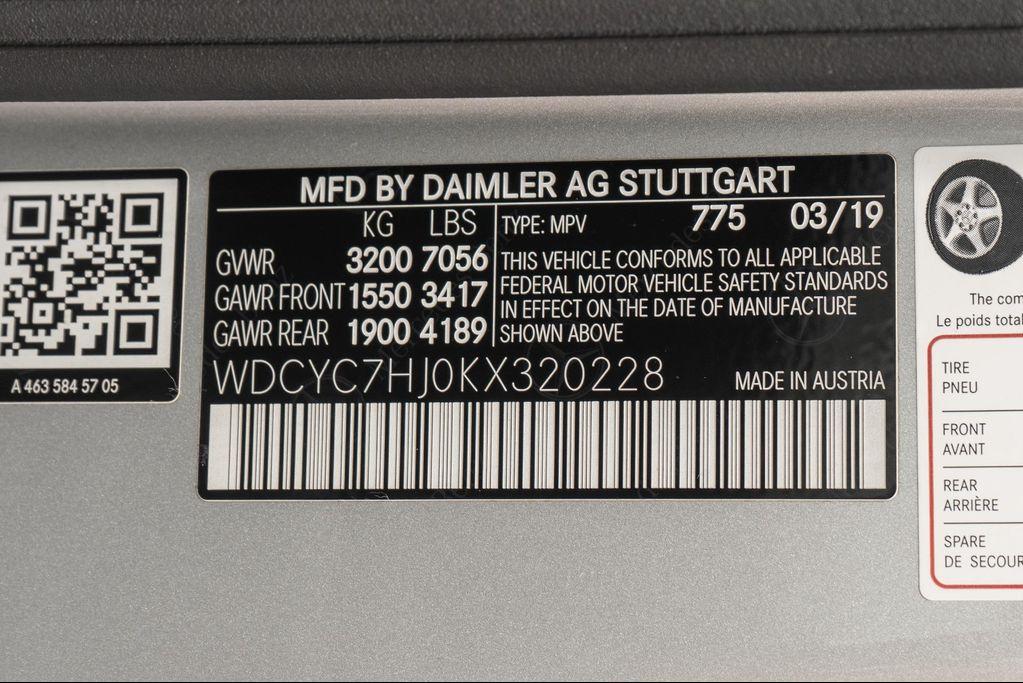 MFD BY DAIMLER AG STUTTGART
KG LBS
GVWR 3200 7056
GAWR FRONT 1550 3417
GAWR REAR 1900 4189
TYPE: MPV 775 03/19
THIS VEHICLE CONFORMS TO ALL APPLICABLE
FEDERAL MOTOR VEHICLE SAFETY STANDARDS
IN EFFECT ON THE DATE OF MANUFACTURE
SHOWN ABOVE
WDCYC7HJ0KX320228
MADE IN AUSTRIA
A 463 584 57 05
The com
Le poids total
TIRE
PNEU
FRONT
AVANT
REAR
ARRIÈRE
SPARE
DE SECOUR